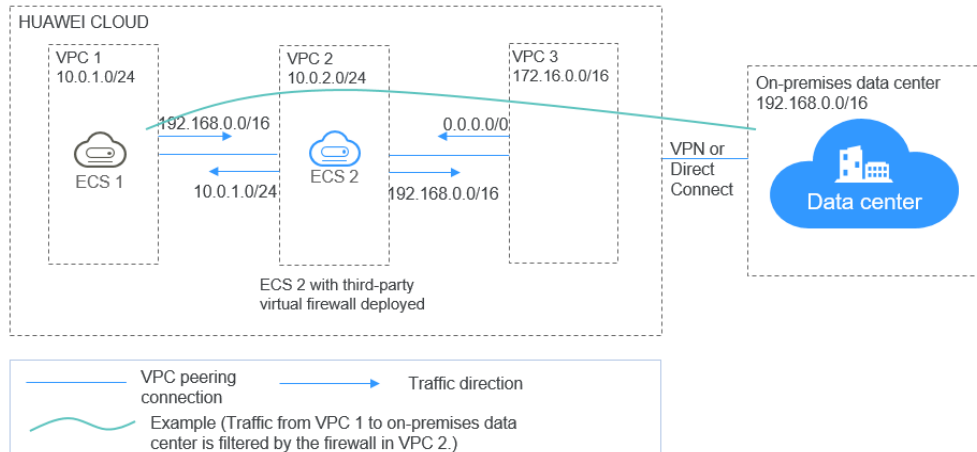 HUAWEI CLOUD
VPC 1
10.0.1.0/24
VPC 2
10.0.2.0/24
VPC 3
172.16.0.0/16
On-premises data center
192.168.0.0/16
192.168.0.0/16
0.0.0.0/0
ECS 1
ECS 2
10.0.1.0/24
192.168.0.0/16
VPN or
Direct
Connect
Data center
ECS 2 with third-party
virtual firewall deployed
VPC peering
connection
Traffic direction
Example (Traffic from VPC 1 to on-premises data
center is filtered by the firewall in VPC 2.)